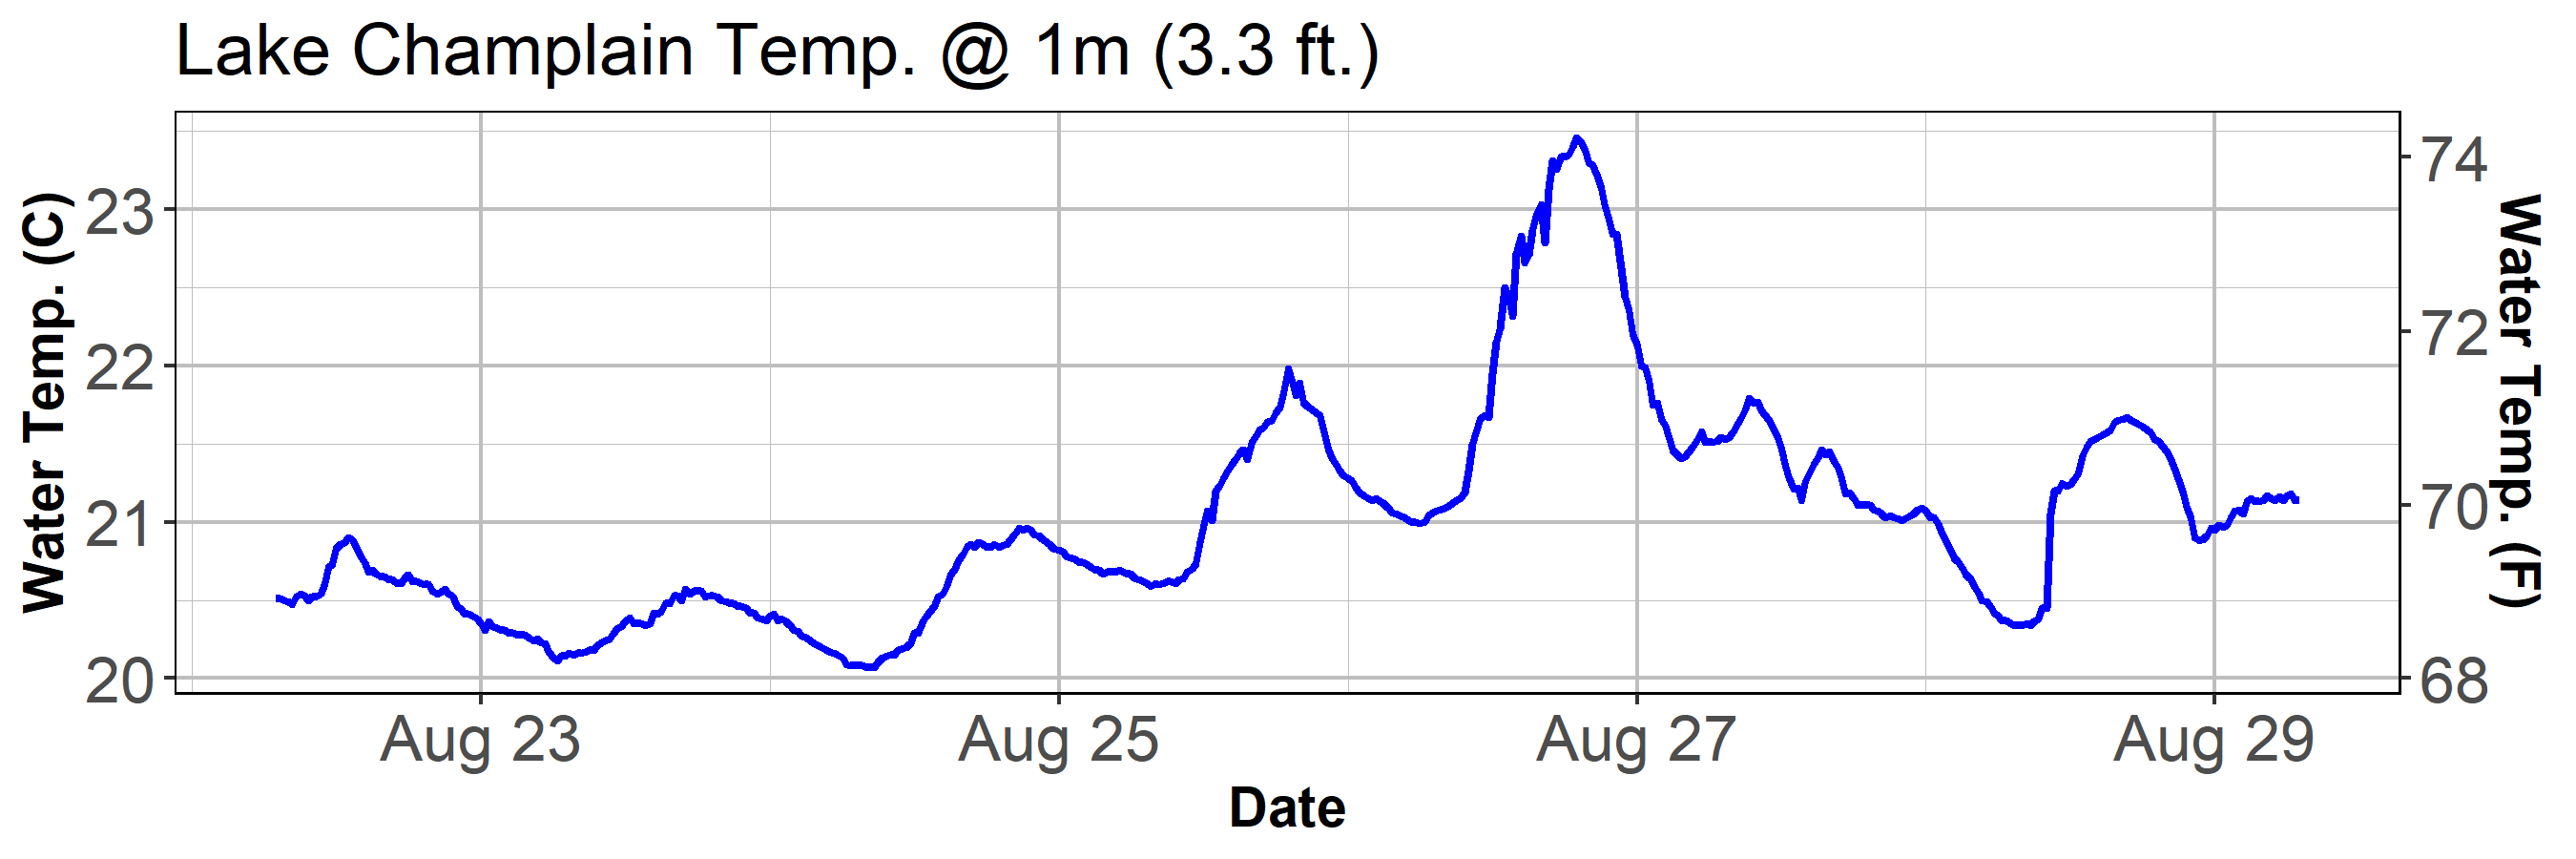 Lake Champlain Temp. @ 1m (3.3 ft.)
Water Temp. (C)
23
22
21
20
74
72
70
68
Water Temp. (F)
Aug 23
Aug 25
Aug 27
Aug 29
Date